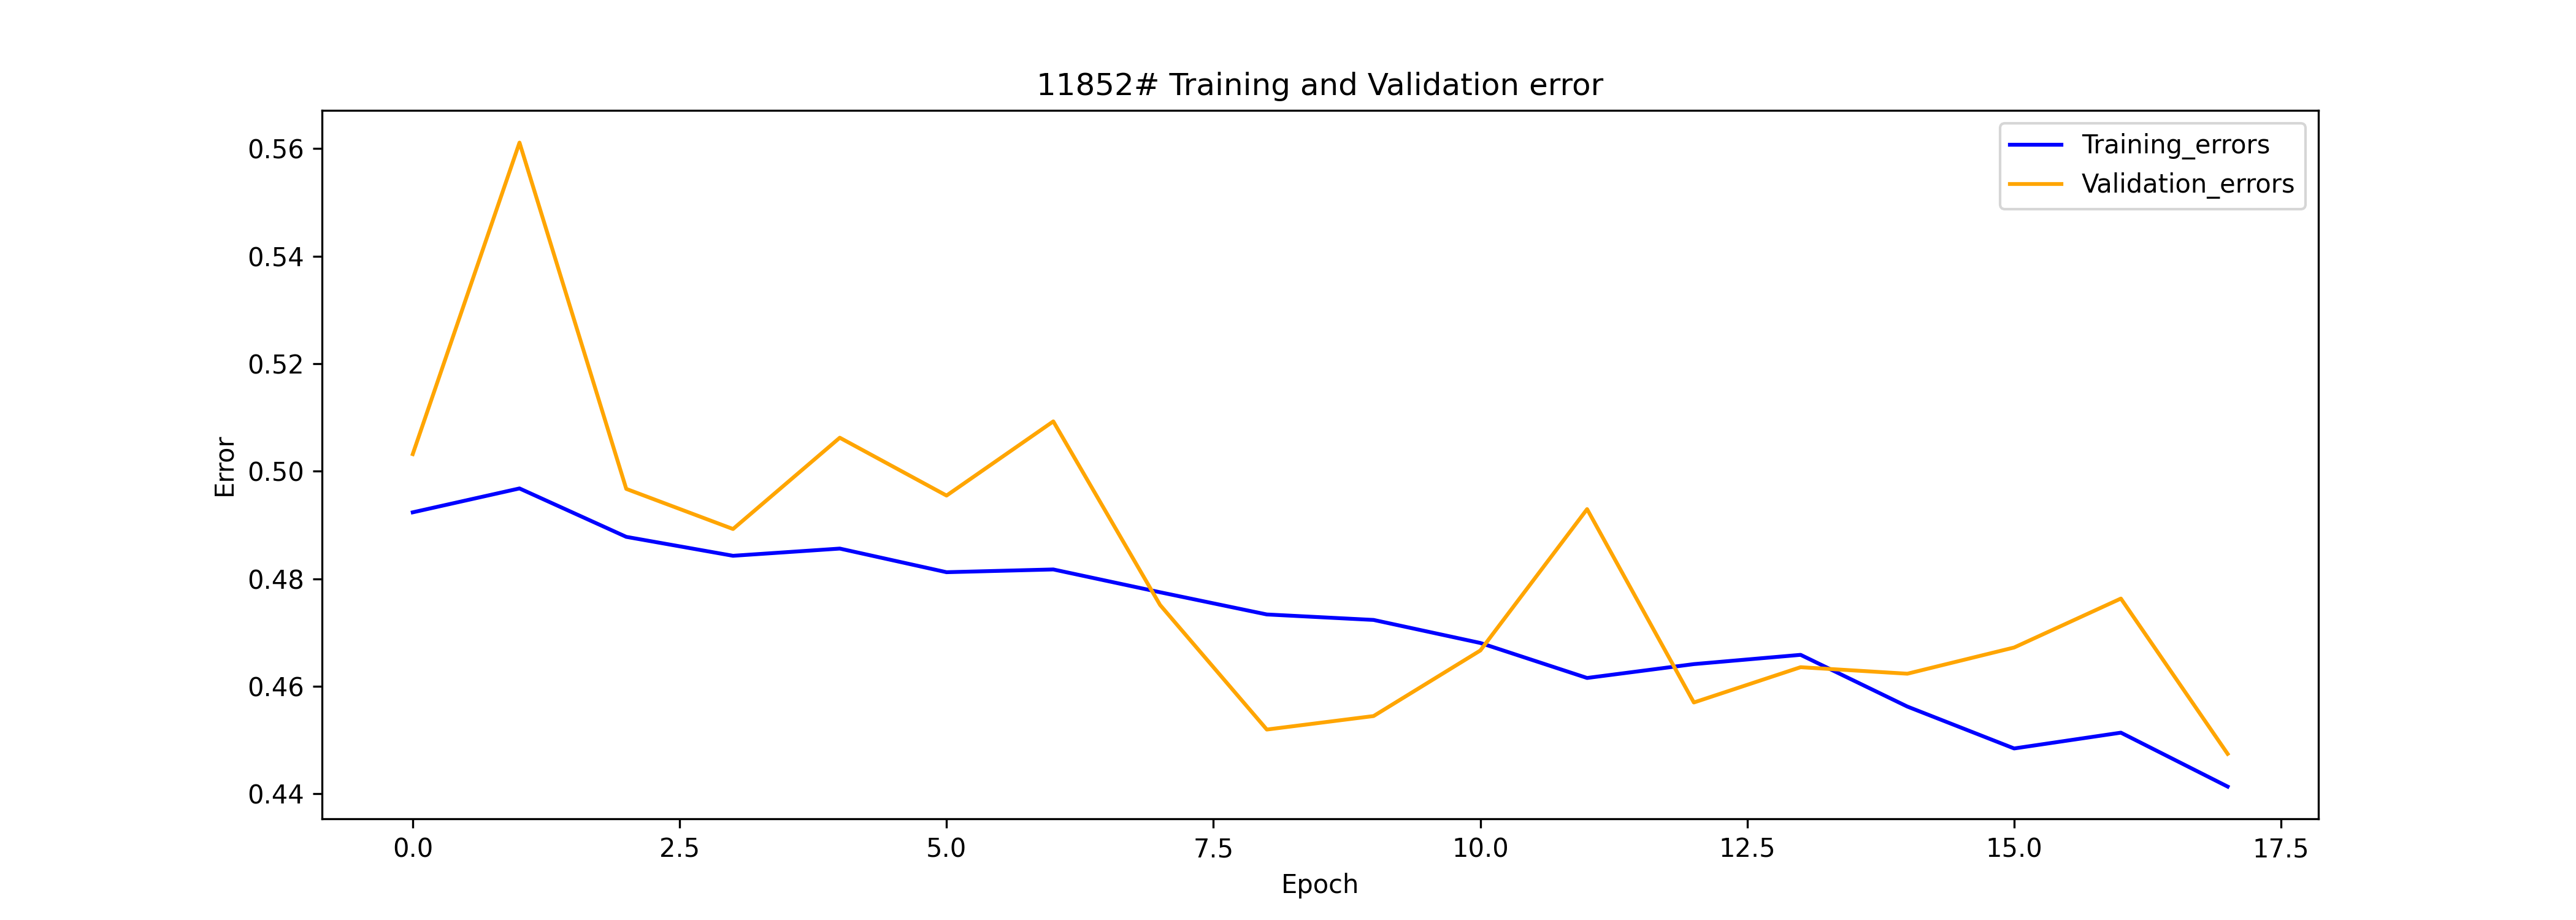 11852# Training and Validation error
Training_errors
Validation_errors
0.56
0.54
0.52
0.50
0.48
0.46
0.44
Error
0.0 2.5 5.0 7.5 10.0 12.5 15.0 17.5
Epoch